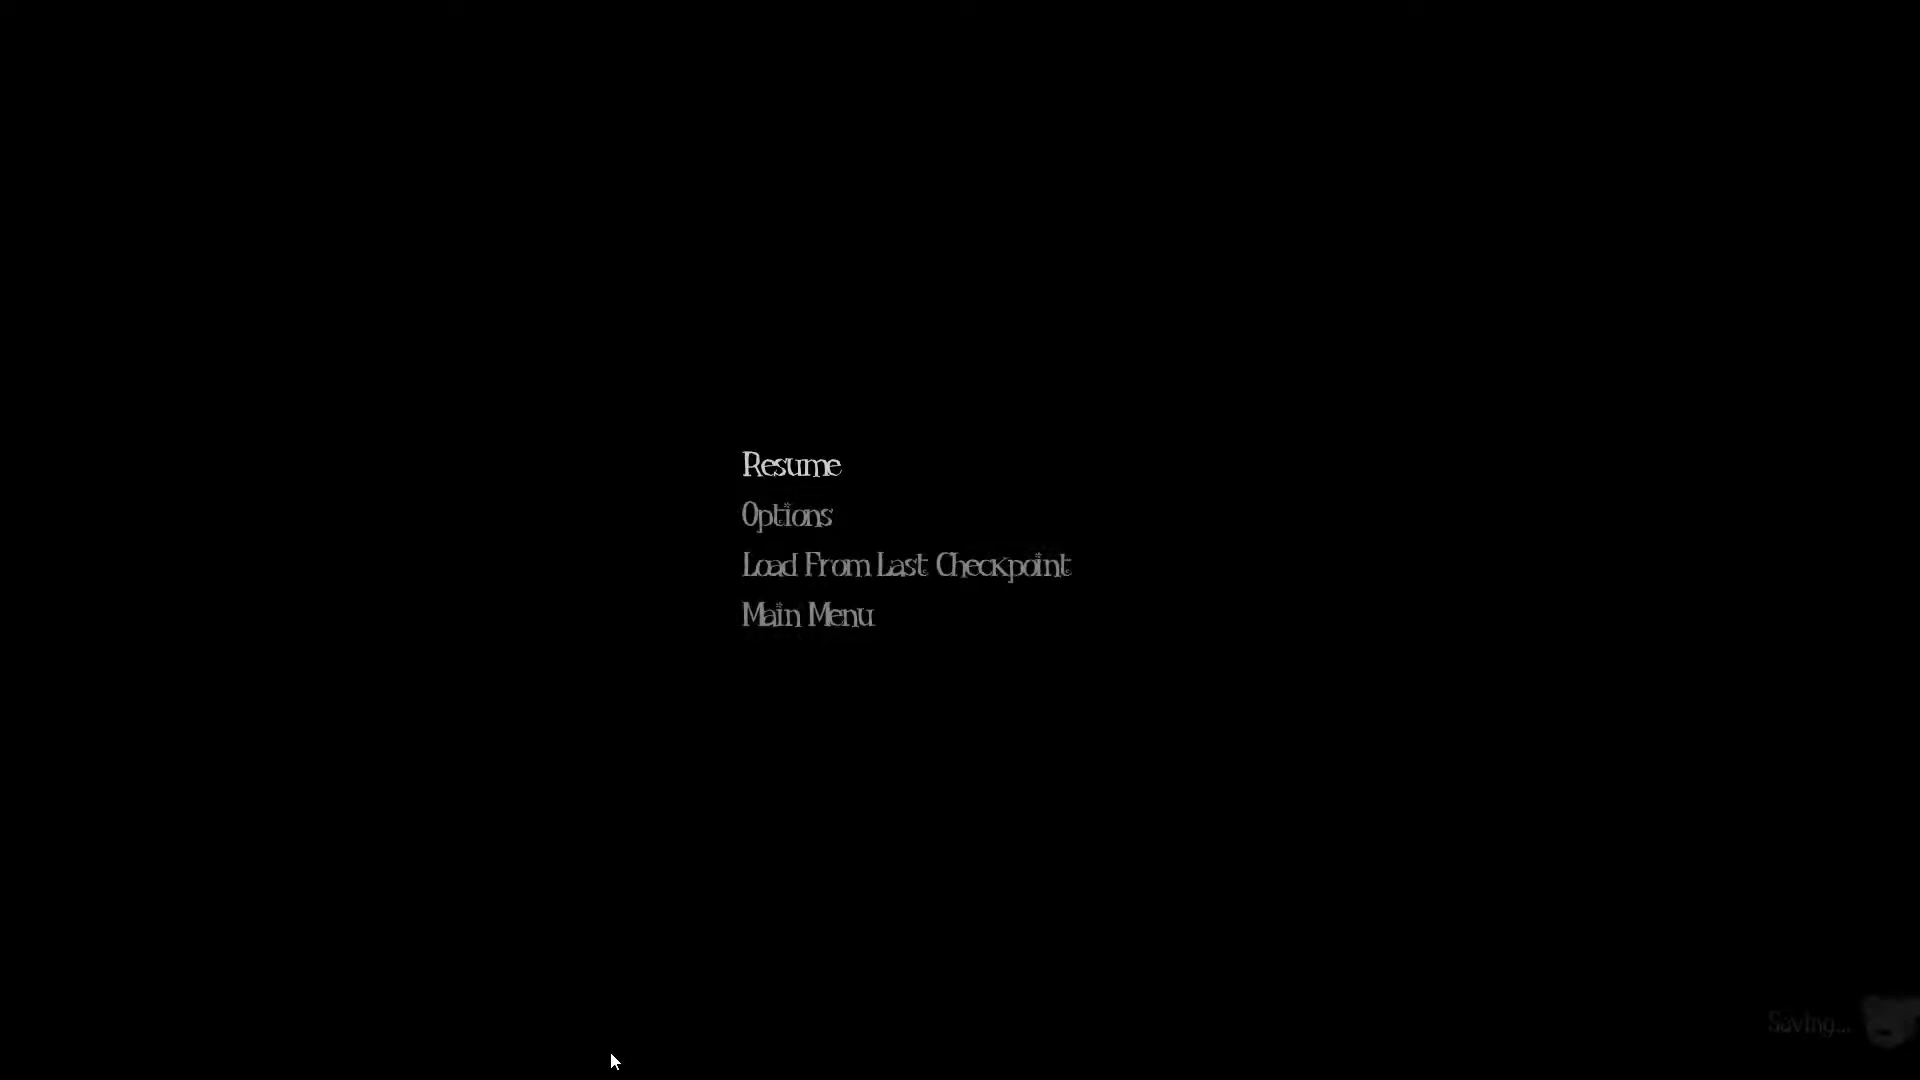 Resume
Options
Load From Last Checkpoint
Main Menu
Saving...